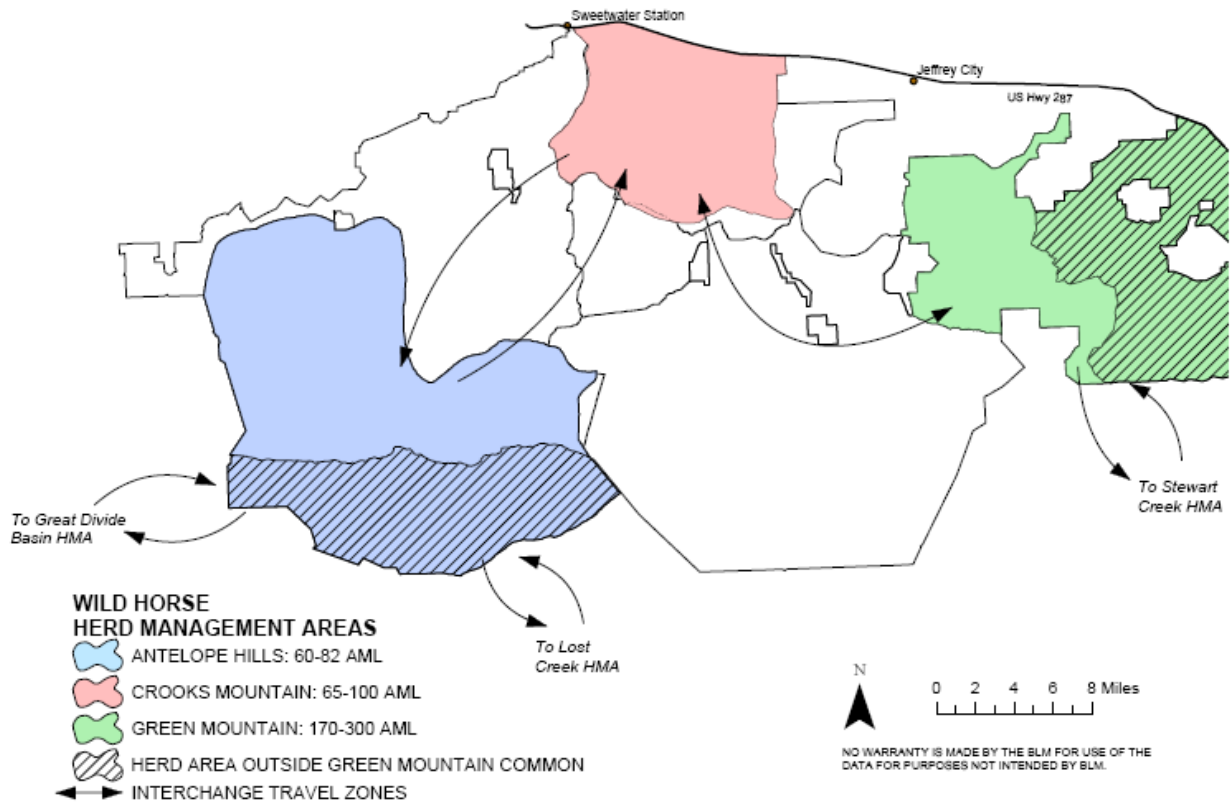 Sweetwater Station
Jeffrey City
US Hwy 287
To Great Divide
Basin HMA
To Stewart
Creek HMA
To Lost
Creek HMA
WILD HORSE
HERD MANAGEMENT AREAS
ANTELOPE HILLS: 60-82 AML
CROOKS MOUNTAIN: 65-100 AML
GREEN MOUNTAIN: 170-300 AML
HERD AREA OUTSIDE GREEN MOUNTAIN COMMON
INTERCHANGE TRAVEL ZONES
N
0 2 4 6 8 Miles
NO WARRANTY IS MADE BY THE BLM FOR USE OF THE
DATA FOR PURPOSES NOT INTENDED BY BLM.